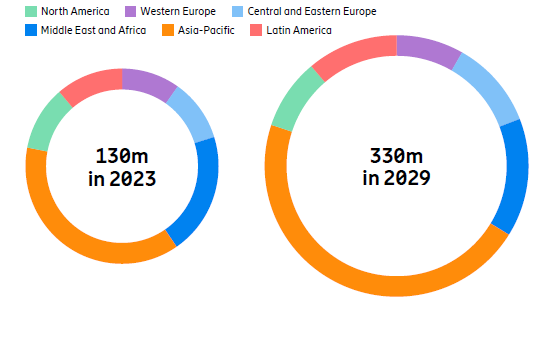 North America Western Europe Central and Eastern Europe
Middle East and Africa Asia-Pacific Latin America
130m
in 2023
330m
in 2029